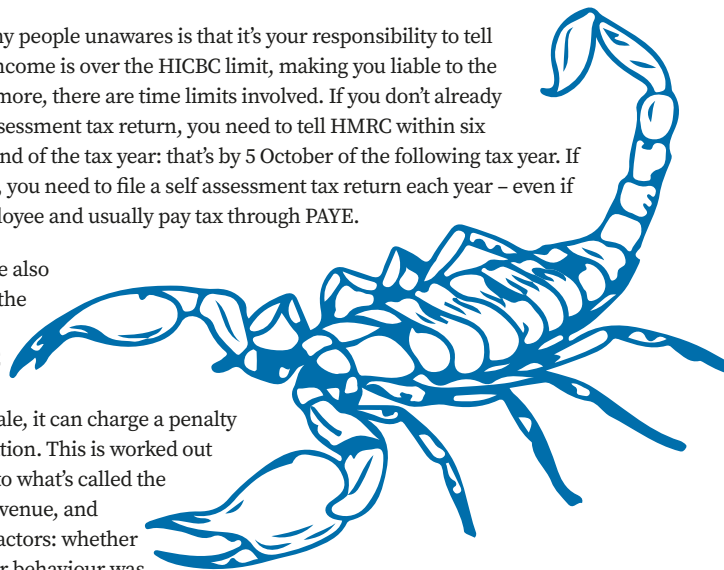 ny people unawares is that it’s your responsibility to tell
ncome is over the HICBC limit, making you liable to the
more, there are time limits involved. If you don’t already
ssessment tax return, you need to tell HMRC within six
nd of the tax year: that’s by 5 October of the following tax year. If
, you need to file a self assessment tax return each year – even if
loyee and usually pay tax through PAYE.
e also
the
ale, it can charge a penalty
tion. This is worked out
to what’s called the
venue, and
actors: whether
r behaviour was